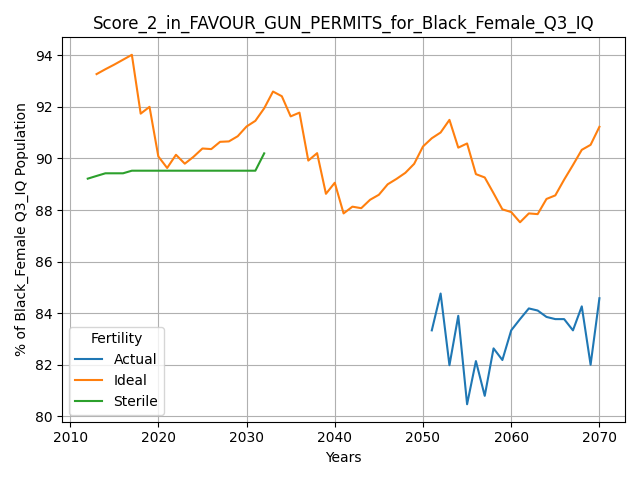 Score_2_in_FAVOUR_GUN_PERMITS_for_Black_Female_Q3_IQ
% of Black_Female Q3_IQ Population
94
92
90
88
86
84
82
80
Fertility
Actual
Ideal
Sterile
2010 2020 2030 2040 2050 2060 2070
Years